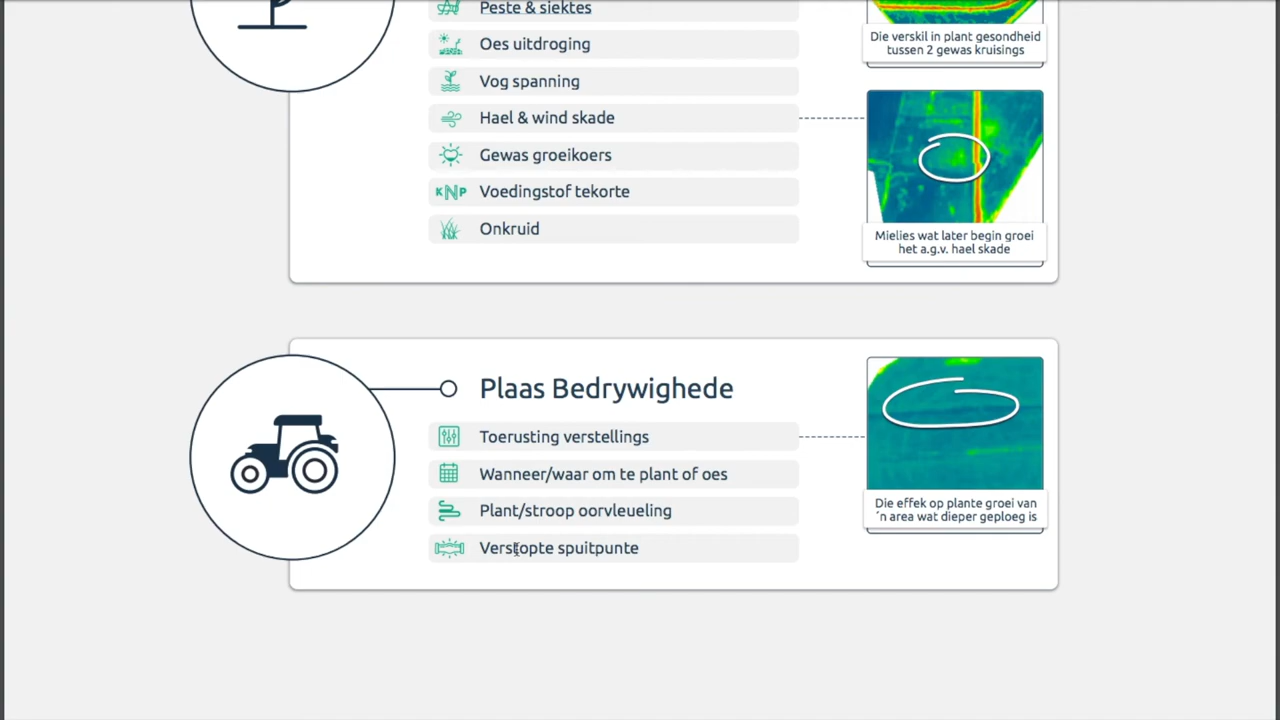 Peste & siektes
Oes uitdroging
Vog spanning
Hael & wind skade
Gewas groeikoers
KNP Voedingstof tekorte
Onkruid
Die verskil in plant gesondheid
tussen 2 gewas kruisings
Mielies wat later begin groei
het a.g.v. hael skade
Plaas Bedrywighede
Toerusting verstellings
Wanneer/waar om te plant of oes
Plant/stroop oorvleueling
Verstopte spuitpunte
Die effek op plante groei van
´n area wat dieper geploeg is